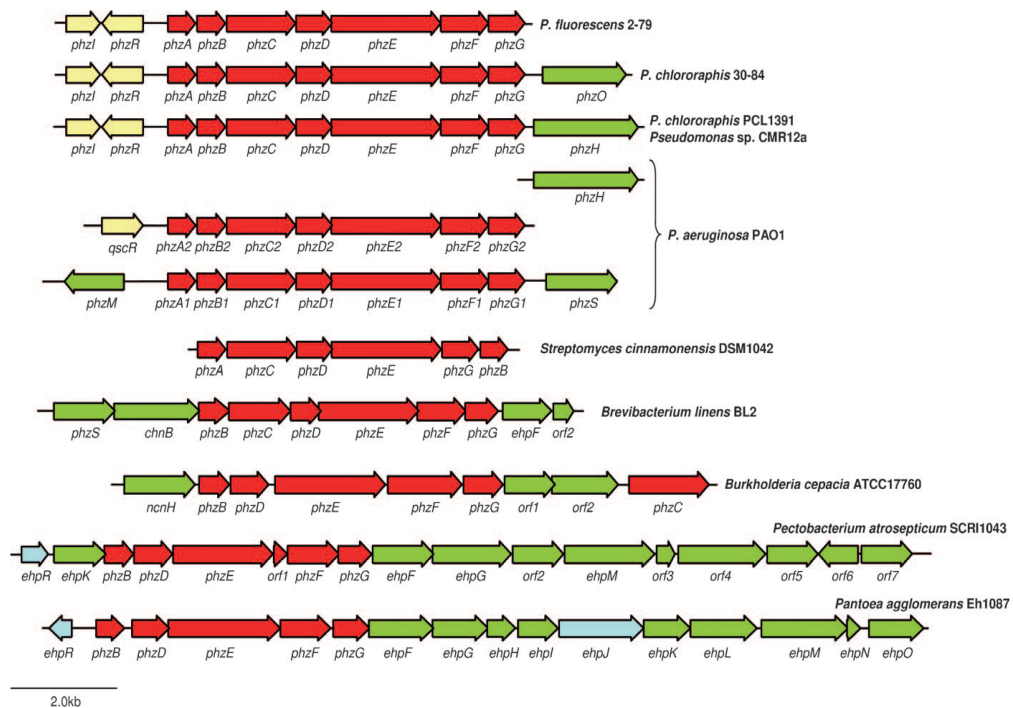 P. fluorescens 2-79
phzI phzR phzA phzB phzC phzD phzE phzF phzG
P. chlororaphis 30-84
phzI phzR phzA phzB phzC phzD phzE phzF phzG phzO
P. chlororaphis PCL1391
Pseudomonas sp. CMR12a
phzI phzR phzA phzB phzC phzD phzE phzF phzG phzH
phzH
P. aeruginosa PAO1
qscR phzA2 phzB2 phzC2 phzD2 phzE2 phzF2 phzG2
phzM phzA1 phzB1 phzC1 phzD1 phzE1 phzF1 phzG1 phzS
Streptomyces cinnamonensis DSM1042
phzA phzC phzD phzE phzG phzB
Brevibacterium linens BL2
phzS chnB phzB phzC phzD phzE phzF phzG ehpF orf2
Burkholderia cepacia ATCC17760
ncnH phzB phzD phzE phzF phzG orf1 orf2 phzC
Pectobacterium atrosepticum SCRI1043
ehpR ehpK phzB phzD phzE orf1 phzF phzG ehpF ehpG orf2 ehpM orf3 orf4 orf5 orf6 orf7
Pantoea agglomerans Eh1087
ehpR phzB phzD phzE phzF phzG ehpF ehpG ehpH ehpI ehpJ ehpK ehpL ehpM ehpN ehpO
2.0kb